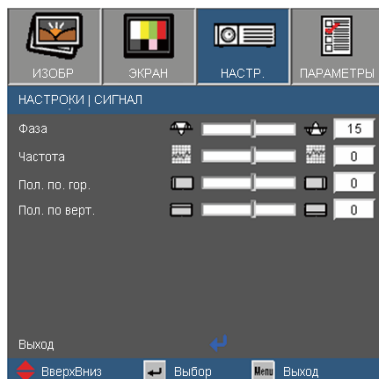 ИЗОБР ЭКРАН НАСТР. ПАРАМЕТРЫ
НАСТРОКИ | СИГНАЛ
Фаза 15
Частота 0
Пол. по. гор. 0
Пол. по верт. 0
Выход
ВверхВниз Выбор Menu Выход